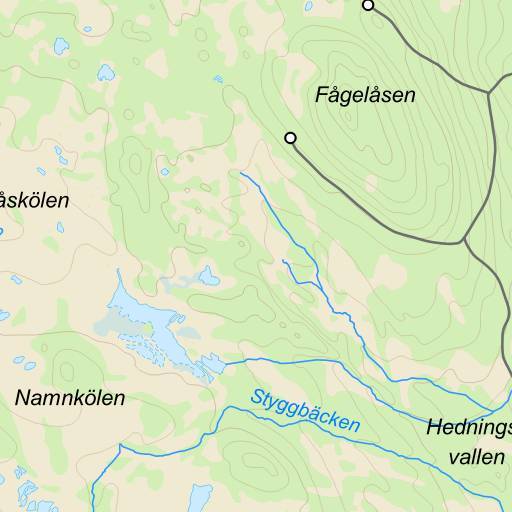 Fågelåsen
åskölen
Namnkölen
Styggbäcken
Hednings
vallen